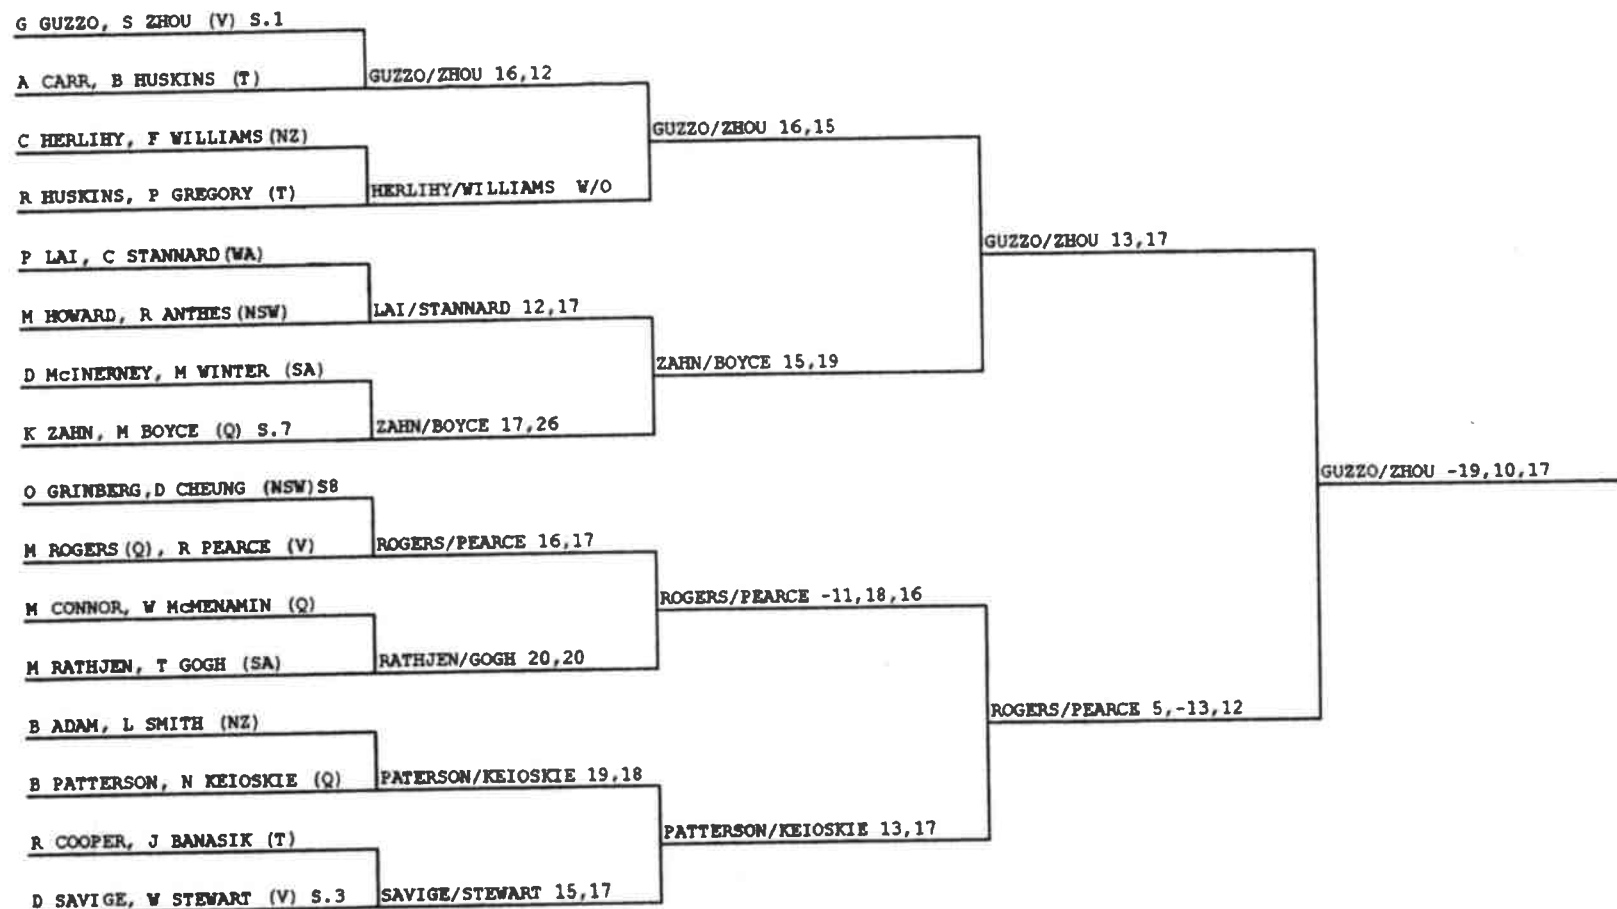 G GUZZO, S ZHOU (V) S.1
A CARR, B HUSKINS (T)
C HERLIHY, F WILLIAMS (NZ)
R HUSKINS, P GREGORY (T)
P LAI, C STANNARD (WA)
M HOWARD, R ANTHES (NSW)
D McINERNEY, M WINTER (SA)
K ZAHN, M BOYCE (Q) S.7
O GRINBERG, D CHEUNG (NSW) S8
M ROGERS (Q), R PEARCE (V)
M CONNOR, W McMENAMIN (Q)
M RATHJEN, T GOGH (SA)
B ADAM, L SMITH (NZ)
B PATTERSON, N KEIOSKIE (Q)
R COOPER, J BANASIK (T)
D SAVIGE, W STEWART (V) S.3
GUZZO/ZHOU 16,12
HERLIHY/WILLIAMS W/O
LAI/STANNARD 12,17
ZAHN/BOYCE 17,26
ROGERS/PEARCE 16,17
RATHJEN/GOGH 20,20
PATERSON/KEIOSKIE 19,18
SAVIGE/STEWART 15,17
GUZZO/ZHOU 16,15
ZAHN/BOYCE 15,19
ROGERS/PEARCE -11,18,16
PATTERSON/KEIOSKIE 13,17
GUZZO/ZHOU 13,17
ROGERS/PEARCE 5,-13,12
GUZZO/ZHOU -19,10,17